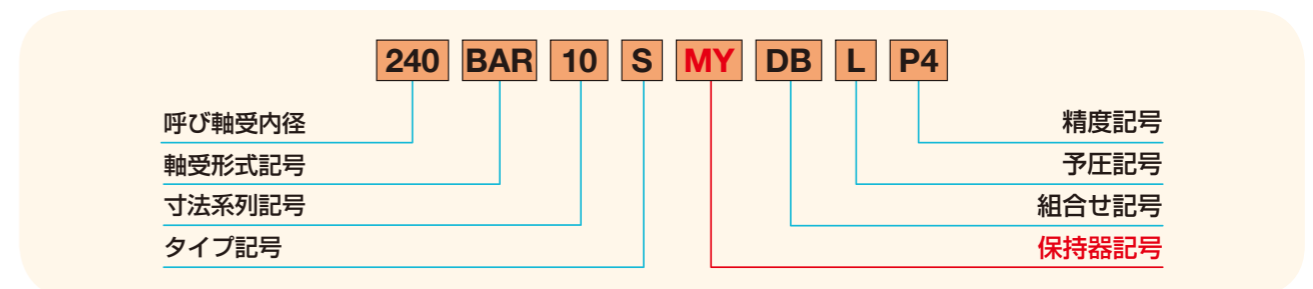 240 BAR 10 S MY DB L P4
呼び軸受内径 精度記号
軸受形式記号 予圧記号
寸法系列記号 組合せ記号
タイプ記号 保持器記号